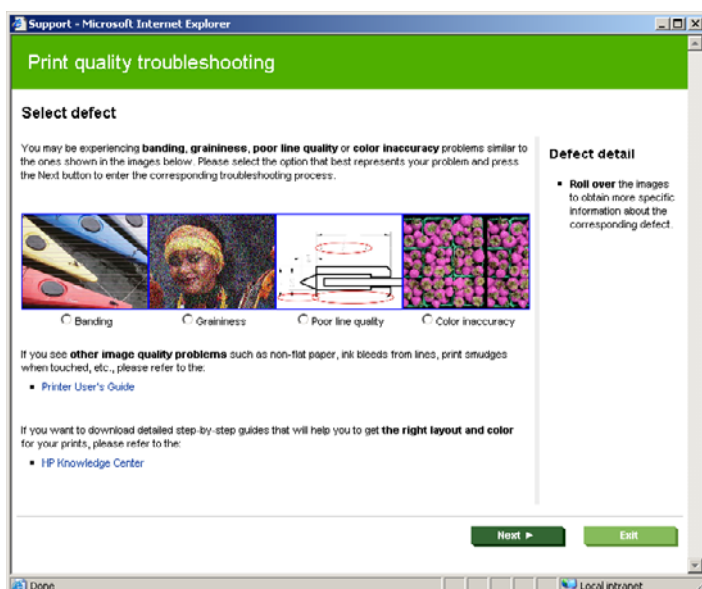 Support - Microsoft Internet Explorer
Print quality troubleshooting
Select defect
You may be experiencing banding, graininess, poor line quality or color inaccuracy problems similar to
the ones shown in the images below. Please select the option that best represents your problem and press
the Next button to enter the corresponding troubleshooting process.
Banding
Graininess
Poor line quality
Color inaccuracy
If you see other image quality problems such as non-flat paper, ink bleeds from lines, print smudges
when touched, etc., please refer to the:
Printer User's Guide
If you want to download detailed step-by-step guides that will help you to get the right layout and color
for your prints, please refer to the:
HP Knowledge Center
Defect detail
Roll over the images
to obtain more specific
information about the
corresponding defect.
Next ►
Exit
Done
Local intranet